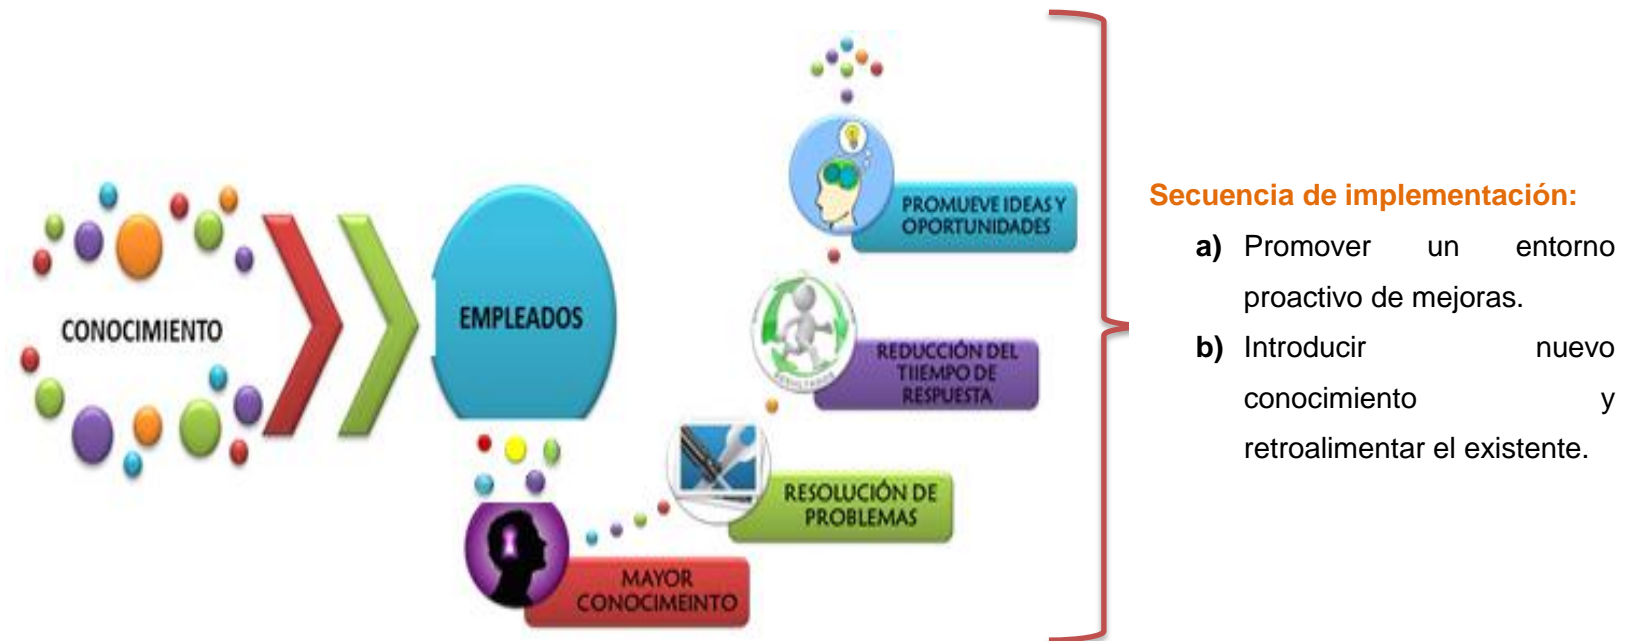 CONOCIMIENTO
EMPLEADOS
MAYOR
CONOCIMEINTO
RESOLUCIÓN DE
PROBLEMAS
REDUCCIÓN DEL
TIIEMPO DE
RESPUESTA
PROMUEVE IDEAS Y
OPORTUNIDADES
Secuencia de implementación:
a) Promover un entorno
proactivo de mejoras.
b) Introducir nuevo
conocimiento y
retroalimentar el existente.